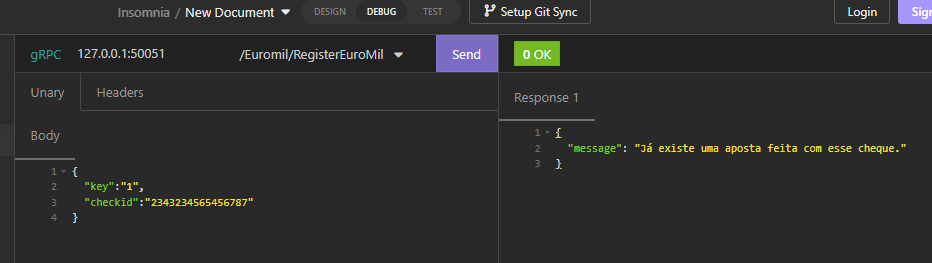 Insomnia / New Document
DESIGN
DEBUG
TEST
Setup Git Sync
Login
gRPC
127.0.0.1:50051
/Euromil/RegisterEuroMil
Send
0 OK
Unary
Headers
Response 1
Body
1 {
2 "key":"1",
3 "checkid":"2343234565456787"
4 }
1 {
2 "message": "Já existe uma aposta feita com esse cheque."
3 }